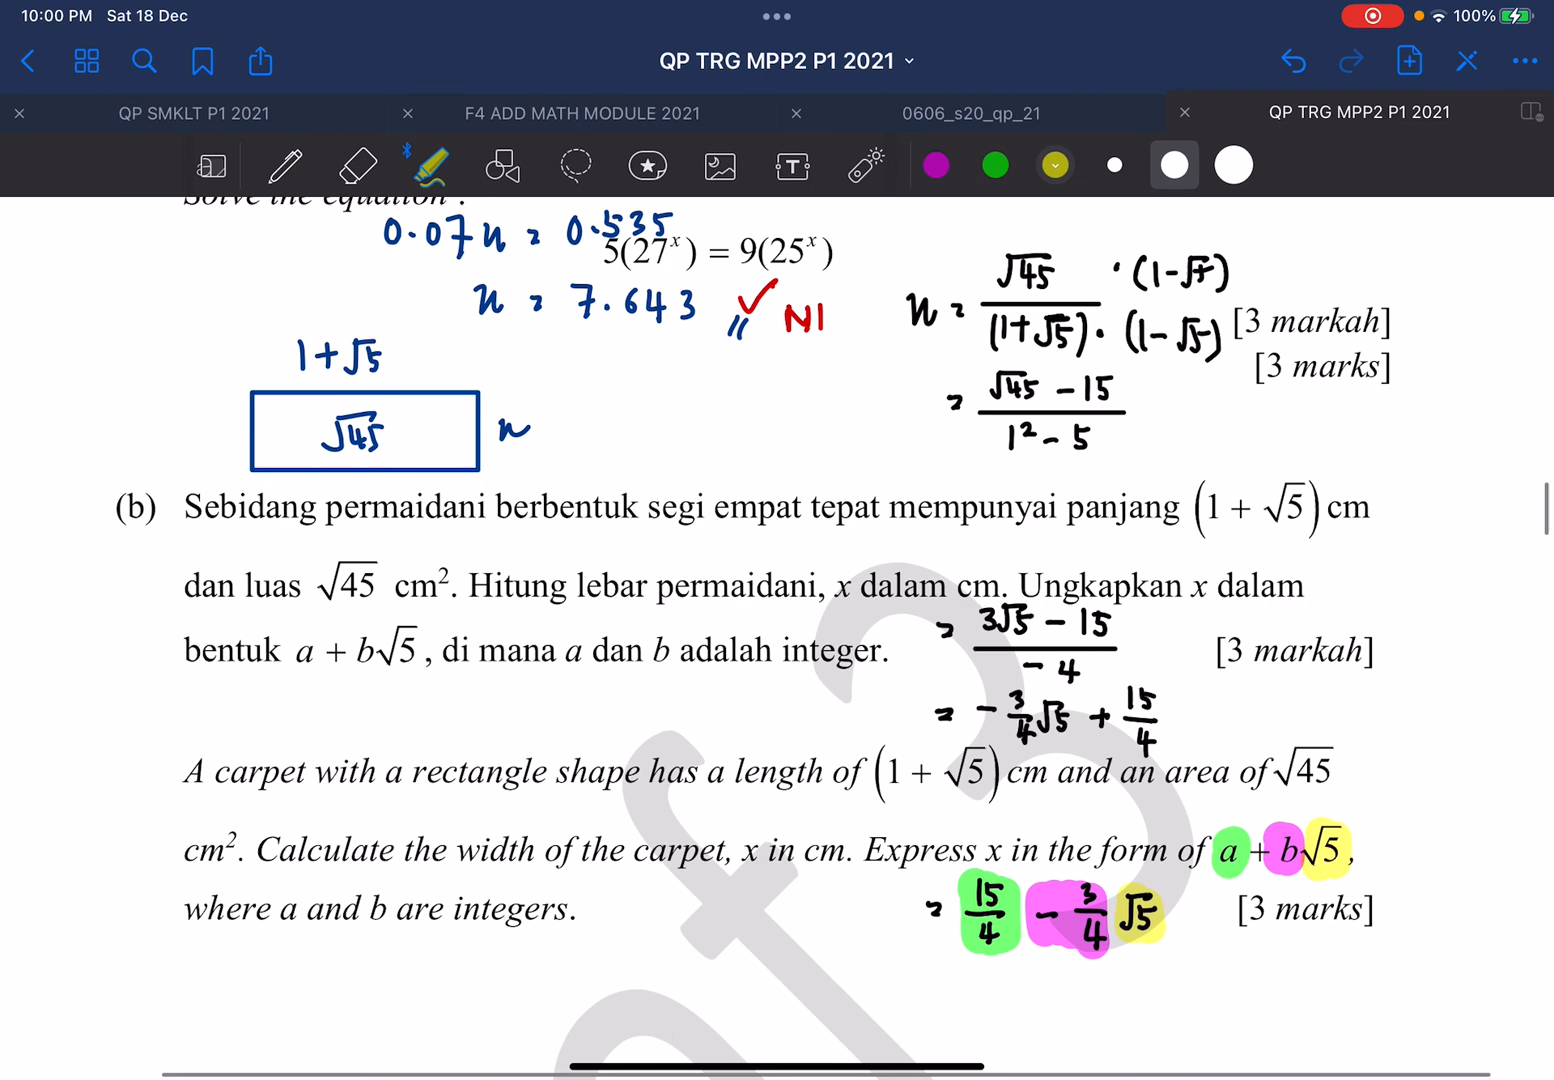 10:00 PM Sat 18 Dec
100%
QP TRG MPP2 P1 2021
QP SMKLT P1 2021
F4 ADD MATH MODULE 2021
0606_s20_qp_21
QP TRG MPP2 P1 2021
Solve the equation :
0.07n = 0.535
5(27^x) = 9(25^x)
n = 7.643 N1
[3 markah]
[3 marks]
n = √45 · (1-√5) / (1+√5) · (1-√5)
= √45 - 15 / 1² - 5
1+√5
√45 n
(b) Sebidang permaidani berbentuk segi empat tepat mempunyai panjang (1 + √5) cm
dan luas √45 cm². Hitung lebar permaidani, x dalam cm. Ungkapkan x dalam
bentuk a + b√5, di mana a dan b adalah integer. [3 markah]
= 3√5 - 15 / -4
= - 3/4 √5 + 15/4
A carpet with a rectangle shape has a length of (1 + √5) cm and an area of √45
cm². Calculate the width of the carpet, x in cm. Express x in the form of a + b√5,
where a and b are integers. [3 marks]
= 15/4 - 3/4 √5